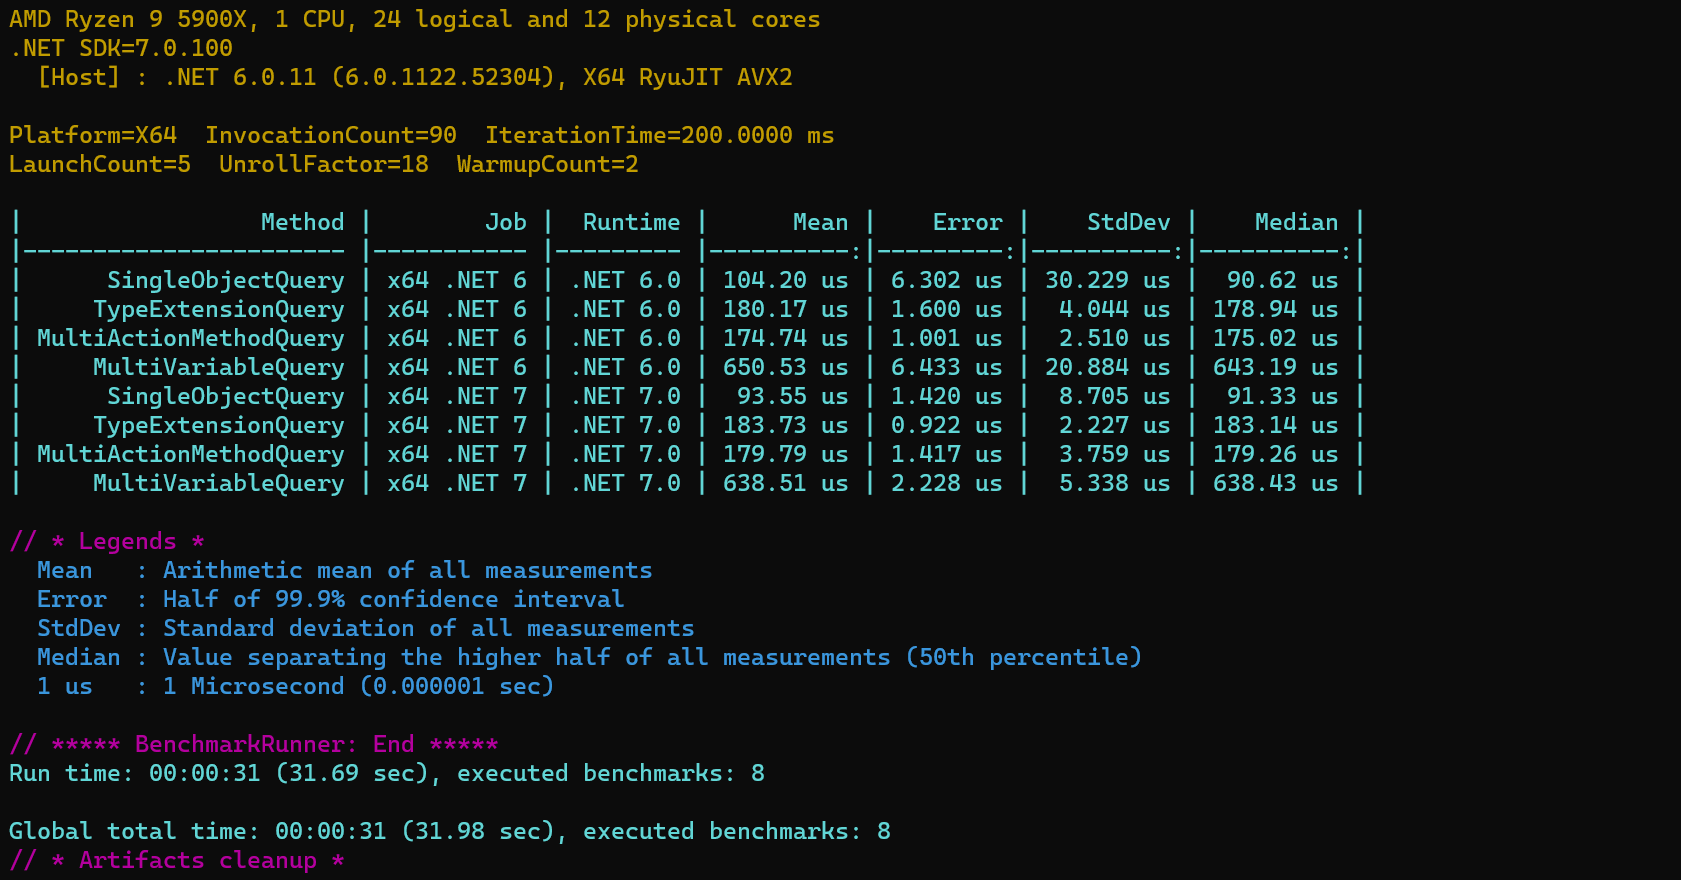 AMD Ryzen 9 5900X, 1 CPU, 24 logical and 12 physical cores
.NET SDK=7.0.100
  [Host] : .NET 6.0.11 (6.0.1122.52304), X64 RyuJIT AVX2

Platform=X64  InvocationCount=90  IterationTime=200.0000 ms
LaunchCount=5  UnrollFactor=18  WarmupCount=2

|                 Method |        Job |  Runtime |      Mean |    Error |    StdDev |    Median |
|----------------------- |----------- |--------- |----------:|---------:|----------:|----------:|
|      SingleObjectQuery | x64 .NET 6 | .NET 6.0 | 104.20 us | 6.302 us | 30.229 us |  90.62 us |
|     TypeExtensionQuery | x64 .NET 6 | .NET 6.0 | 180.17 us | 1.600 us |  4.044 us | 178.94 us |
| MultiActionMethodQuery | x64 .NET 6 | .NET 6.0 | 174.74 us | 1.001 us |  2.510 us | 175.02 us |
|     MultiVariableQuery | x64 .NET 6 | .NET 6.0 | 650.53 us | 6.433 us | 20.884 us | 643.19 us |
|      SingleObjectQuery | x64 .NET 7 | .NET 7.0 |  93.55 us | 1.420 us |  8.705 us |  91.33 us |
|     TypeExtensionQuery | x64 .NET 7 | .NET 7.0 | 183.73 us | 0.922 us |  2.227 us | 183.14 us |
| MultiActionMethodQuery | x64 .NET 7 | .NET 7.0 | 179.79 us | 1.417 us |  3.759 us | 179.26 us |
|     MultiVariableQuery | x64 .NET 7 | .NET 7.0 | 638.51 us | 2.228 us |  5.338 us | 638.43 us |

// * Legends *
  Mean   : Arithmetic mean of all measurements
  Error  : Half of 99.9% confidence interval
  StdDev : Standard deviation of all measurements
  Median : Value separating the higher half of all measurements (50th percentile)
  1 us   : 1 Microsecond (0.000001 sec)

// ***** BenchmarkRunner: End *****
Run time: 00:00:31 (31.69 sec), executed benchmarks: 8

Global total time: 00:00:31 (31.98 sec), executed benchmarks: 8
// * Artifacts cleanup *